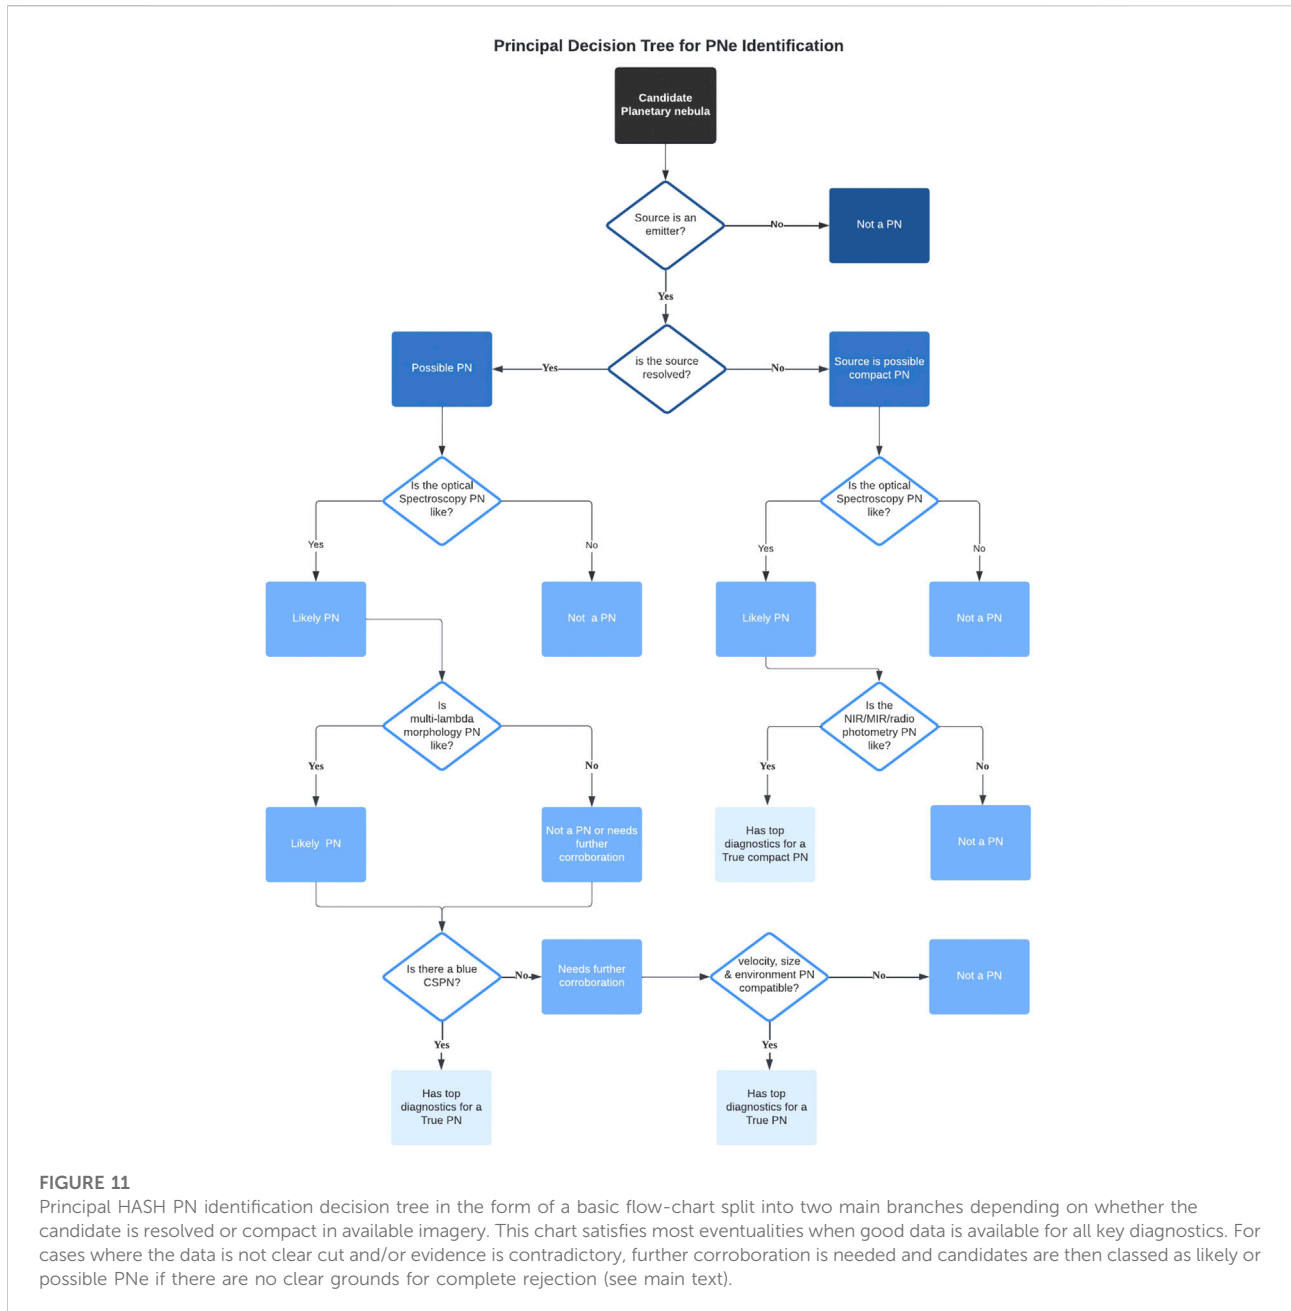 Principal Decision Tree for PNe Identification
Candidate
Planetary nebula
Source is an
emitter?
No
Not a PN
Yes
Possible PN
Yes
is the source
resolved?
No
Source is possible
compact PN
Is the optical
Spectroscopy PN
like?
Is the optical
Spectroscopy PN
like?
Yes
No
Yes
No
Likely PN
Not a PN
Likely PN
Not a PN
Is
multi-lambda
morphology PN
like?
Is the
NIR/MIR/radio
photometry PN
like?
Yes
No
Yes
No
Likely PN
Not a PN or needs
further
corroboration
Has top
diagnostics for a
True compact PN
Not a PN
Is there a blue
CSPN?
No
Needs further
corroboration
velocity, size
& environment PN
compatible?
No
Not a PN
Yes
Yes
Has top
diagnostics for a
True PN
Has top
diagnostics for a
True PN
FIGURE 11
Principal HASH PN identification decision tree in the form of a basic flow-chart split into two main branches depending on whether the
candidate is resolved or compact in available imagery. This chart satisfies most eventualities when good data is available for all key diagnostics. For
cases where the data is not clear cut and/or evidence is contradictory, further corroboration is needed and candidates are then classed as likely or
possible PNe if there are no clear grounds for complete rejection (see main text).